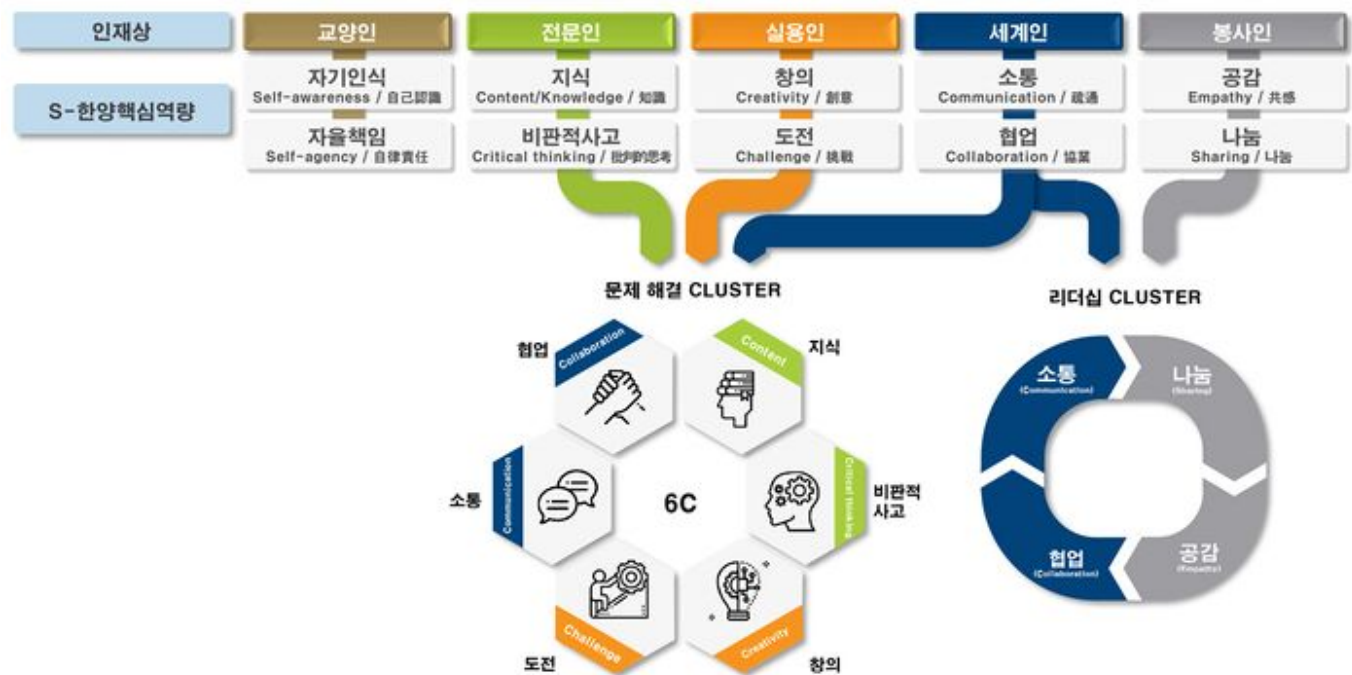 인재상
교양인
전문인
실용인
세계인
봉사인
S-한양핵심역량
자기인식
Self-awareness / 自己認識
지식
Content/Knowledge / 知識
창의
Creativity / 創意
소통
Communication / 疏通
공감
Empathy / 共感
자율책임
Self-agency / 自律責任
비판적사고
Critical thinking / 批判的思考
도전
Challenge / 挑戰
협업
Collaboration / 協業
나눔
Sharing / 나눔
문제 해결 CLUSTER
협업
Collaboration
Content
지식
소통
Communication
6C
Critical thinking
비판적
사고
도전
Challenge
Creativity
창의
리더십 CLUSTER
소통
(Communication)
나눔
(Sharing)
협업
(Collaboration)
공감